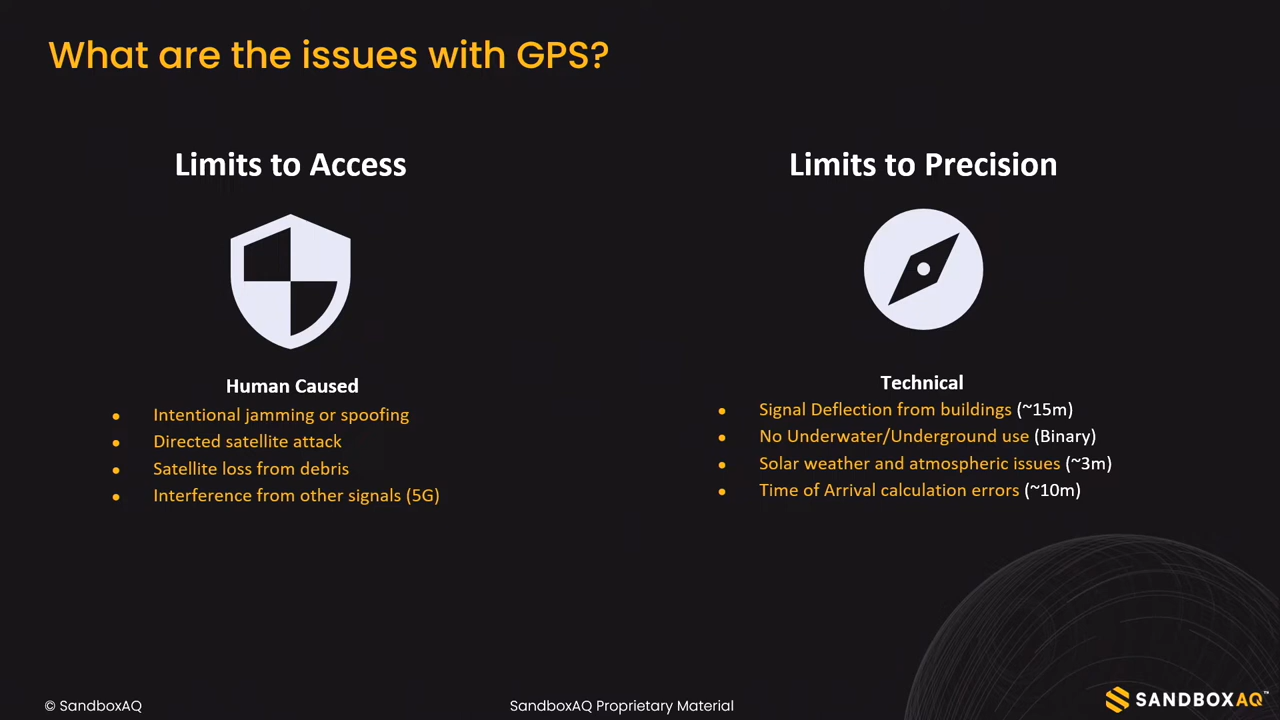 What are the issues with GPS?
Limits to Access
Human Caused
• Intentional jamming or spoofing
• Directed satellite attack
• Satellite loss from debris
• Interference from other signals (5G)
Limits to Precision
Technical
• Signal Deflection from buildings (~15m)
• No Underwater/Underground use (Binary)
• Solar weather and atmospheric issues (~3m)
• Time of Arrival calculation errors (~10m)
© SandboxAQ
SandboxAQ Proprietary Material
SANDBOXAQ™